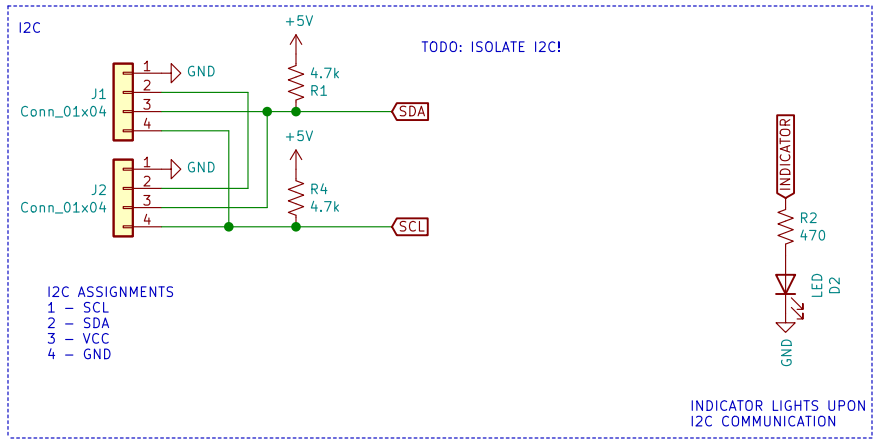 I2C
+5V
TODO: ISOLATE I2C!
1
GND
2
J1
3
Conn_01x04
4
4.7k
R1
SDA
+5V
1
GND
2
J2
3
Conn_01x04
4
R4
4.7k
SCL
INDICATOR
R2
470
LED
D2
GND
I2C ASSIGNMENTS
1 - SCL
2 - SDA
3 - VCC
4 - GND
INDICATOR LIGHTS UPON
I2C COMMUNICATION